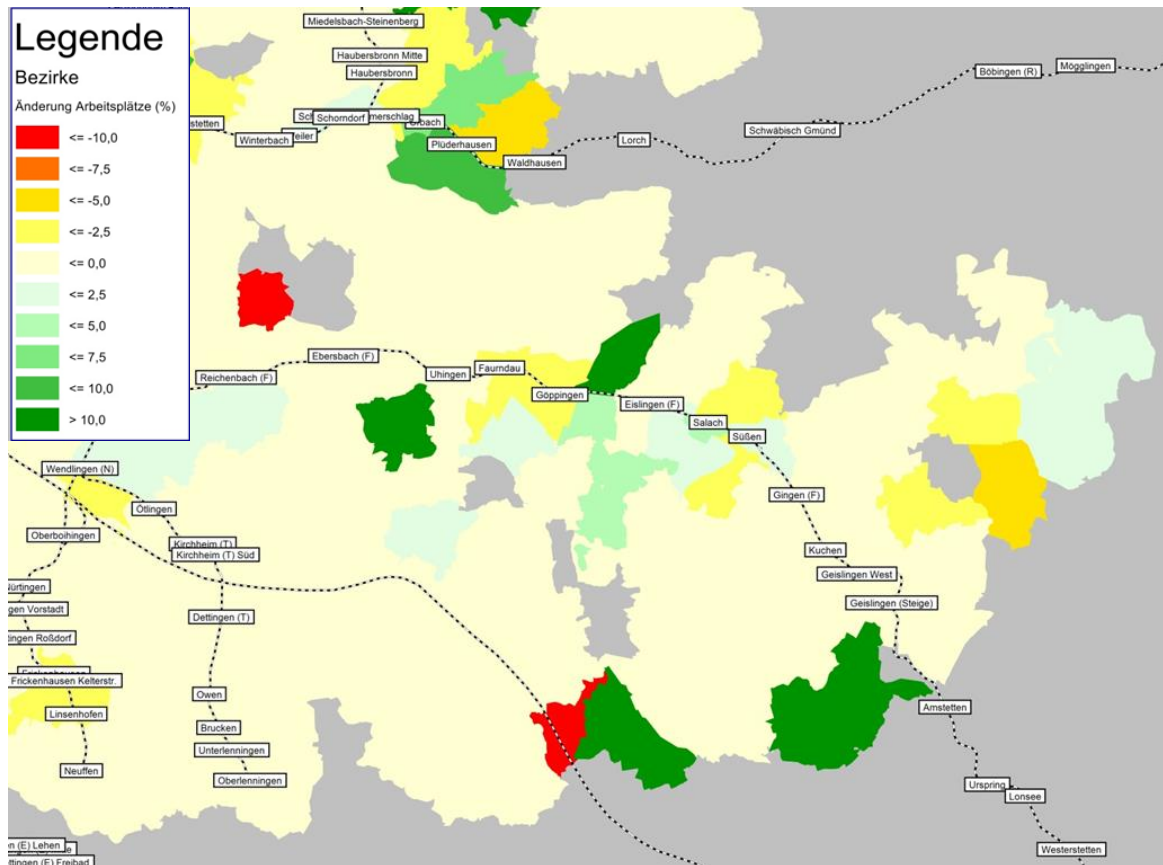 Legende
Bezirke
Änderung Arbeitsplätze (%)
<= -10,0
<= -7,5
<= -5,0
<= -2,5
<= 0,0
<= 2,5
<= 5,0
<= 7,5
<= 10,0
> 10,0
Miedelsbach-Steinenberg
Haubersbronn Mitte
Haubersbronn
Mögglingen
Böbingen (R)
Schorndorf
Winterbach
Schwäbisch Gmünd
Lorch
Plüderhausen
Waldhausen
Ebersbach (F)
Reichenbach (F)
Uhingen
Faurndau
Göppingen
Eislingen (F)
Salach
Süßen
Wendlingen (N)
Gingen (F)
Ötlingen
Oberboihingen
Kirchheim (T)
Kirchheim (T) Süd
Kuchen
Geislingen West
Geislingen (Steige)
Dettingen (T)
Frickenhausen Kelterstr.
Owen
Linsenhofen
Amstetten
Brucken
Unterlenningen
Neuffen
Oberlenningen
Urspring
Lonsee
Westerstetten